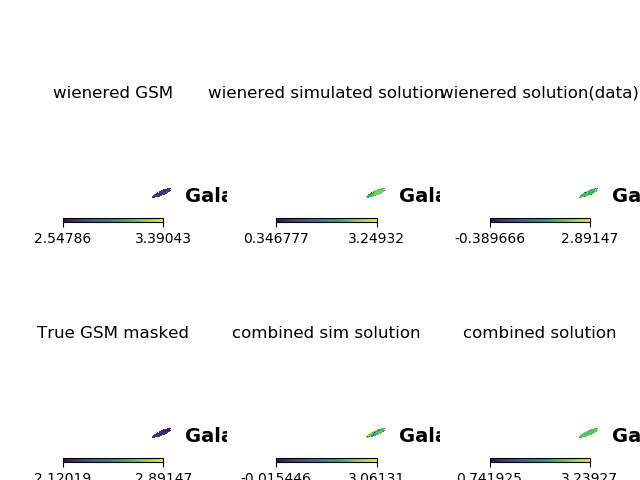 wienered GSM
wienered simulated solution
wienered solution(data)
Gala
Gala
Ga
2.54786 3.39043
0.346777 3.24932
-0.389666 2.89147
True GSM masked
combined sim solution
combined solution
Gala
Gala
Ga
2.12019 2.89147
-0.015446 3.06131
0.741925 3.23927